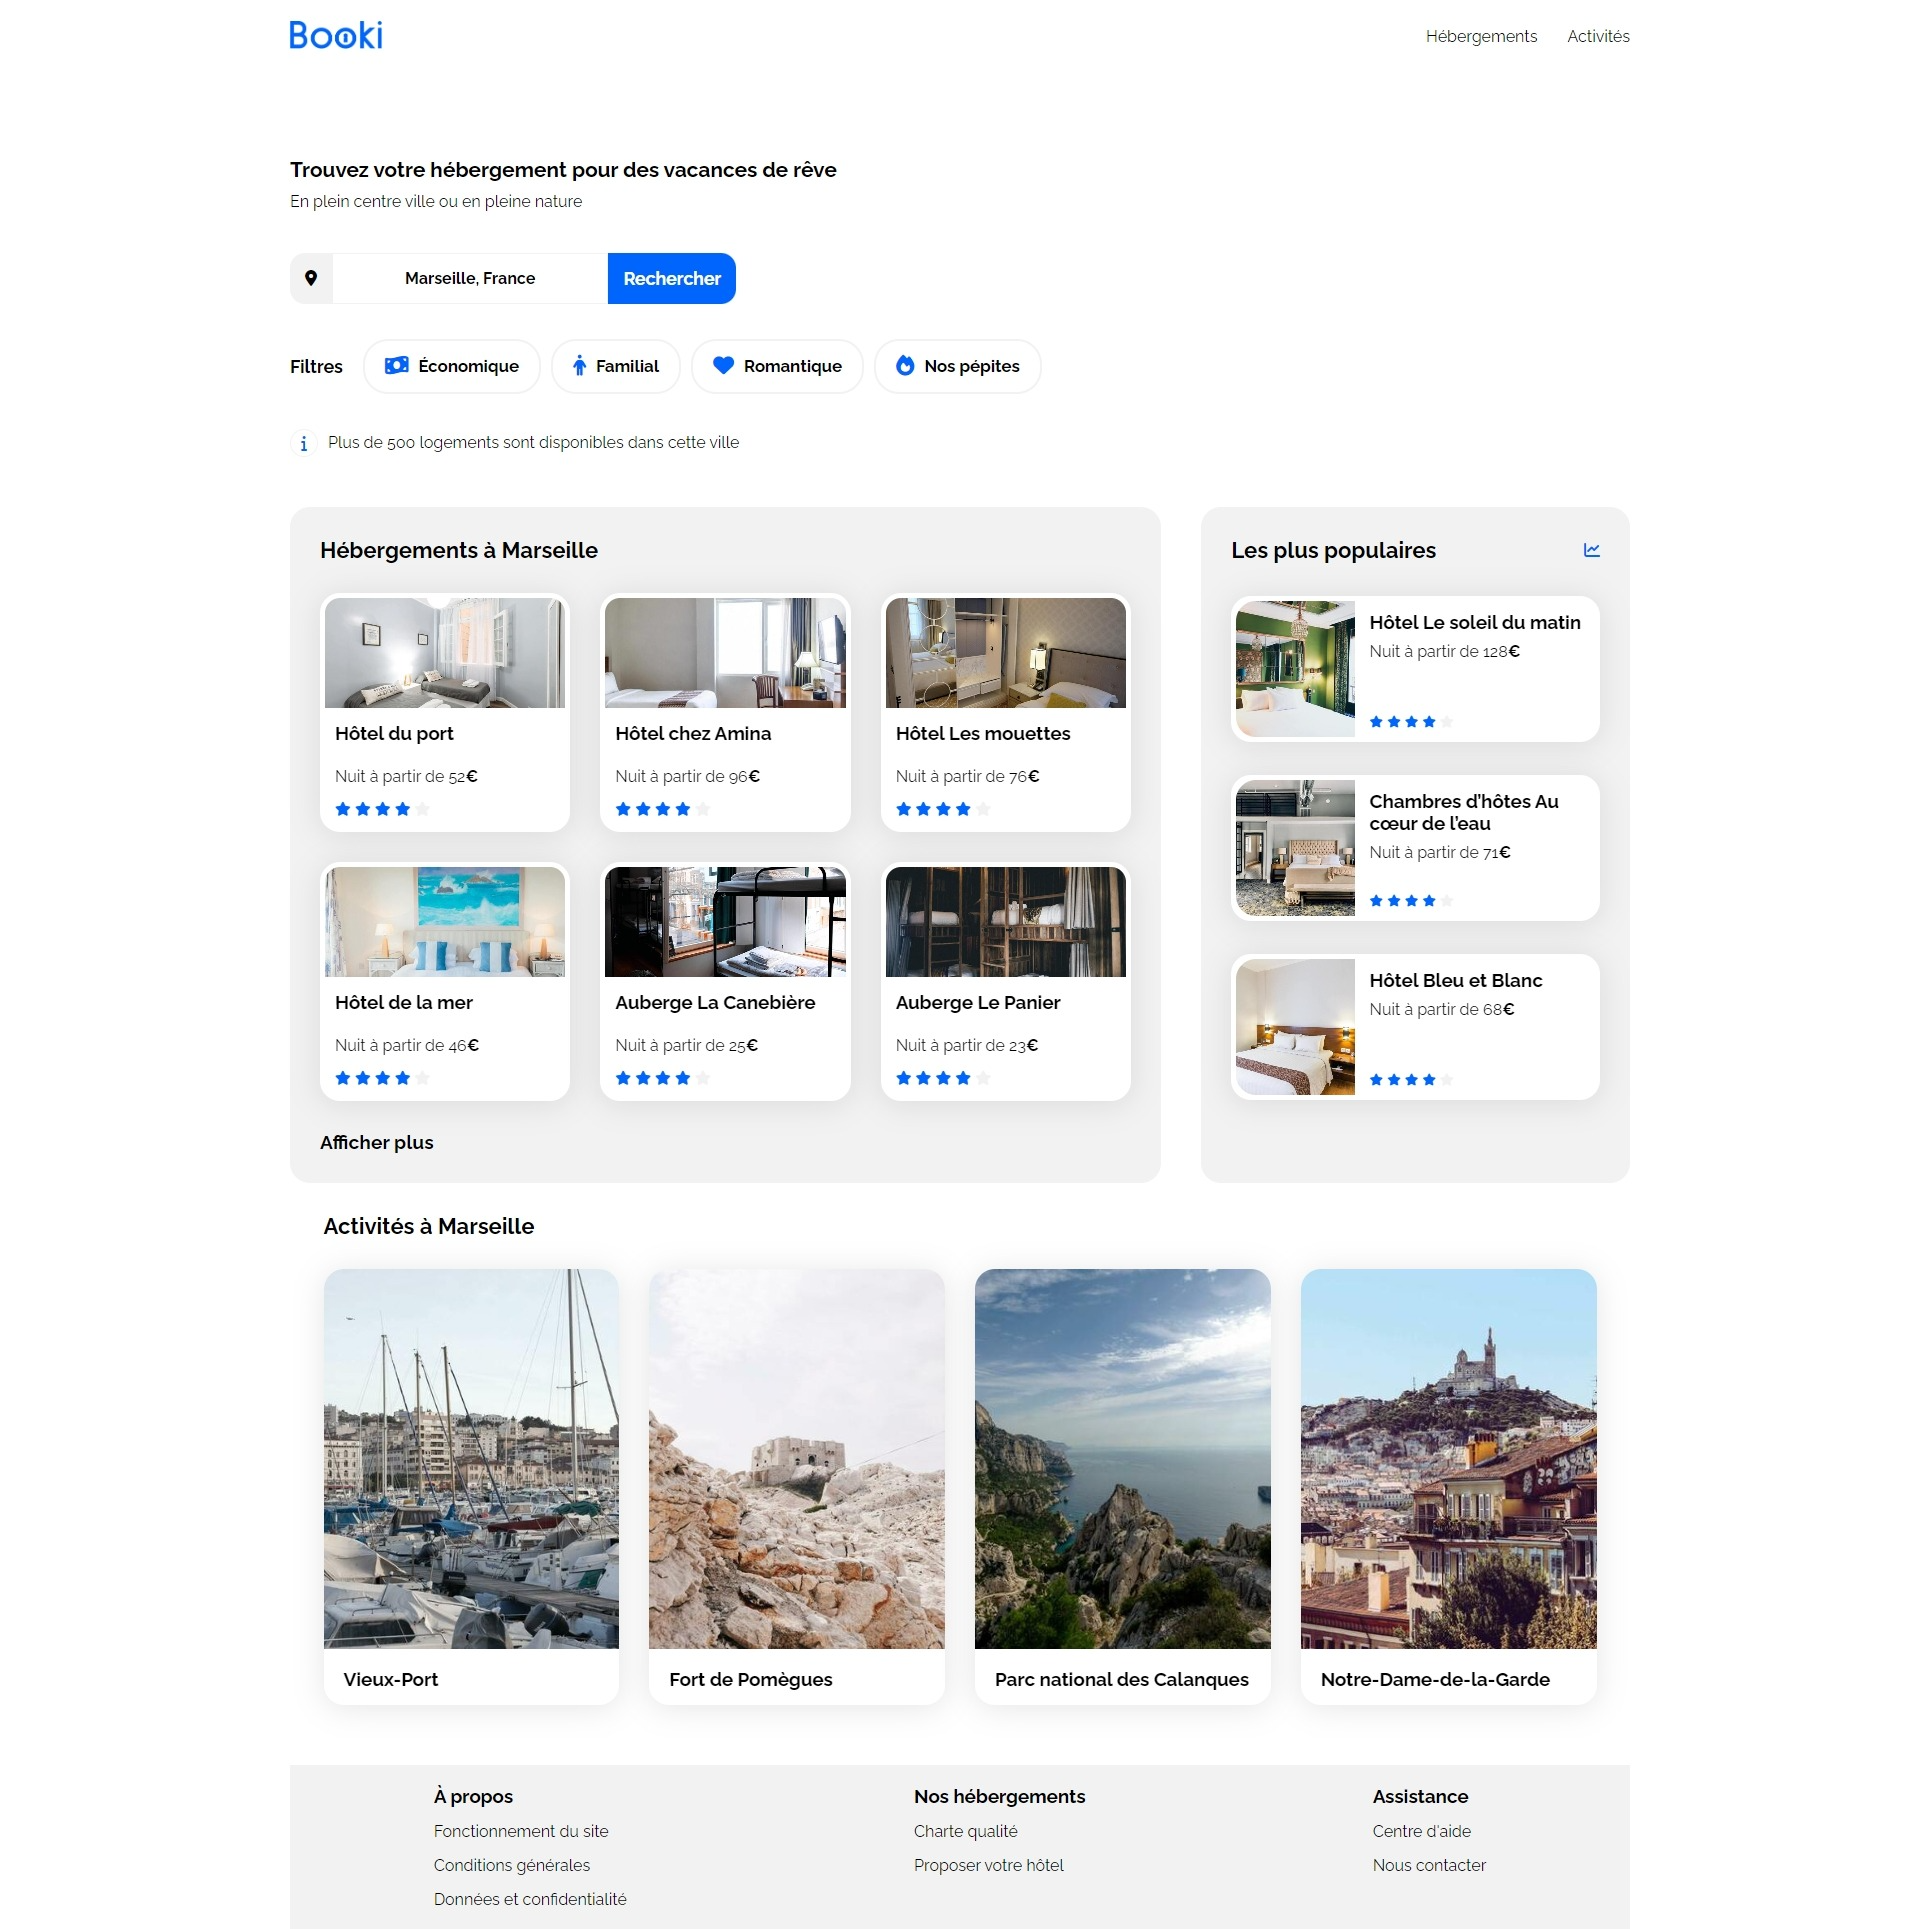 Booki
Hébergements
Activités
Trouvez votre hébergement pour des vacances de rêve
En plein centre ville ou en pleine nature
Marseille, France
Rechercher
Filtres
Économique
Familial
Romantique
Nos pépites
Plus de 500 logements sont disponibles dans cette ville
Hébergements à Marseille
Hôtel du port
Nuit à partir de 52€
Hôtel chez Amina
Nuit à partir de 96€
Hôtel Les mouettes
Nuit à partir de 76€
Hôtel de la mer
Nuit à partir de 46€
Auberge La Canebière
Nuit à partir de 25€
Auberge Le Panier
Nuit à partir de 23€
Afficher plus
Les plus populaires
Hôtel Le soleil du matin
Nuit à partir de 128€
Chambres d'hôtes Au
cœur de l'eau
Nuit à partir de 71€
Hôtel Bleu et Blanc
Nuit à partir de 68€
Activités à Marseille
Vieux-Port
Fort de Pomègues
Parc national des Calanques
Notre-Dame-de-la-Garde
À propos
Fonctionnement du site
Conditions générales
Données et confidentialité
Nos hébergements
Charte qualité
Proposer votre hôtel
Assistance
Centre d'aide
Nous contacter